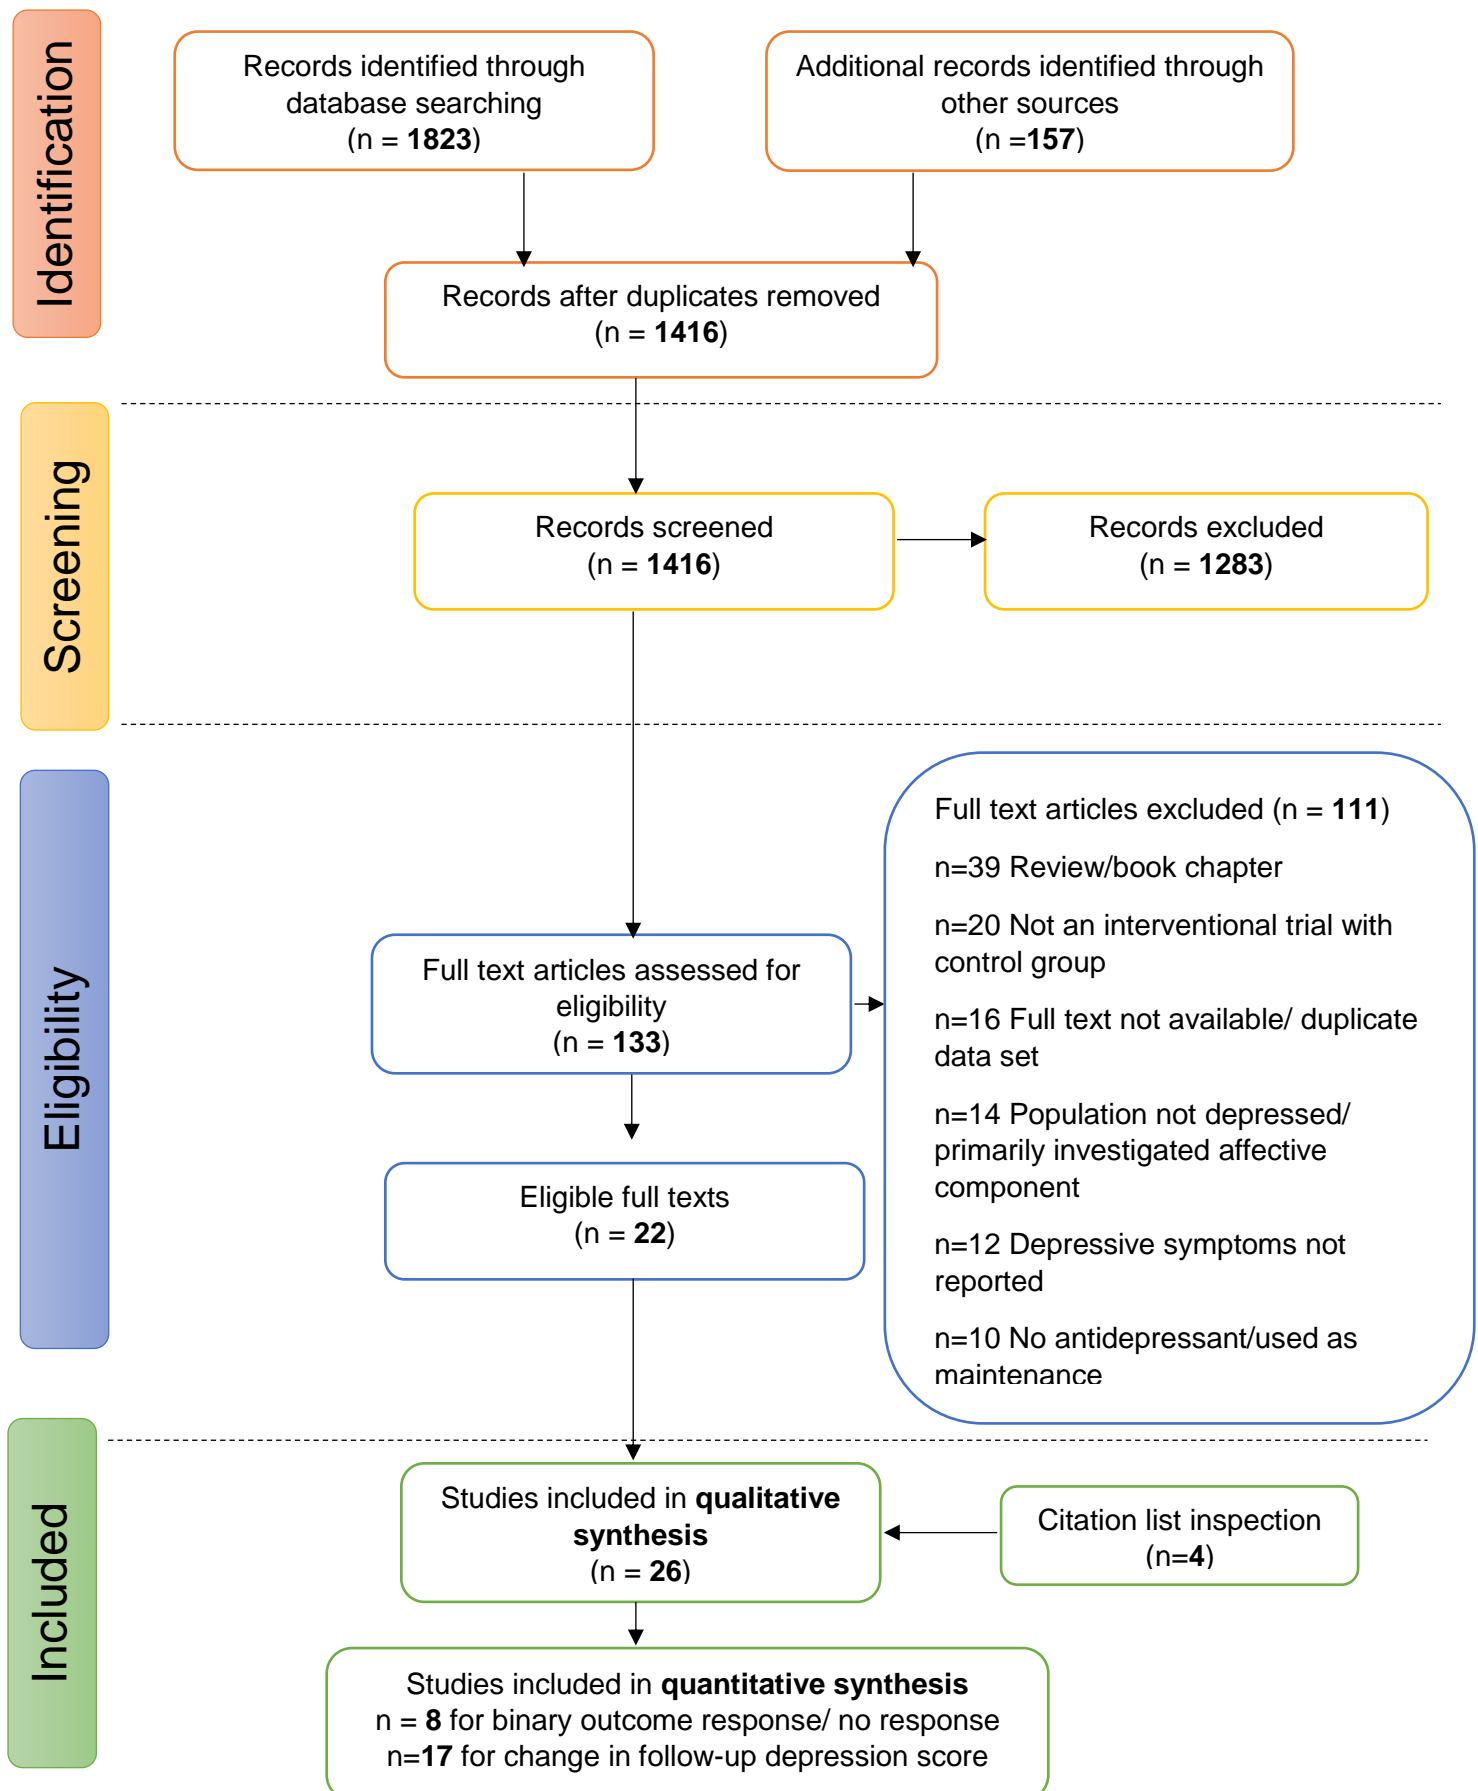 Identification
Records identified through
database searching
(n = 1823)
Additional records identified through
other sources
(n =157)
Records after duplicates removed
(n = 1416)
Screening
Records screened
(n = 1416)
Records excluded
(n = 1283)
Eligibility
Full text articles assessed for
eligibility
(n = 133)
Full text articles excluded (n = 111)
n=39 Review/book chapter
n=20 Not an interventional trial with
control group
n=16 Full text not available/ duplicate
data set
n=14 Population not depressed/
primarily investigated affective
component
n=12 Depressive symptoms not
reported
n=10 No antidepressant/used as
maintenance
Eligible full texts
(n = 22)
Included
Studies included in qualitative
synthesis
(n = 26)
Citation list inspection
(n=4)
Studies included in quantitative synthesis
n = 8 for binary outcome response/ no response
n=17 for change in follow-up depression score